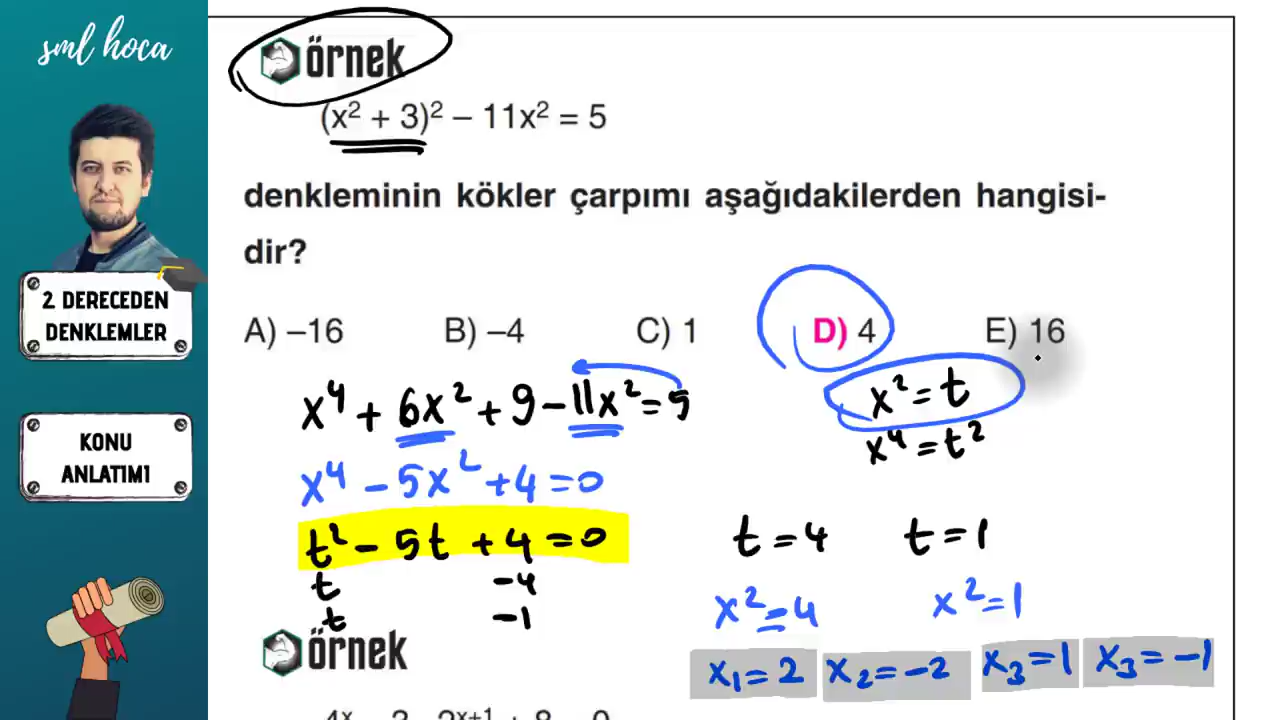 sml hoca
2. DERECEDEN
DENKLEMLER
KONU
ANLATIMI
örnek
(x² + 3)² – 11x² = 5
denkleminin kökler çarpımı aşağıdakilerden hangisi-
dir?
A) –16 B) –4 C) 1 D) 4 E) 16
x⁴ + 6x² + 9 – 11x² = 5
x⁴ – 5x² + 4 = 0
t² – 5t + 4 = 0
t –4
t –1
x² = t
x⁴ = t²
t = 4 t = 1
x² = 4 x² = 1
x₁ = 2 x₂ = –2 x₃ = 1 x₃ = –1
örnek